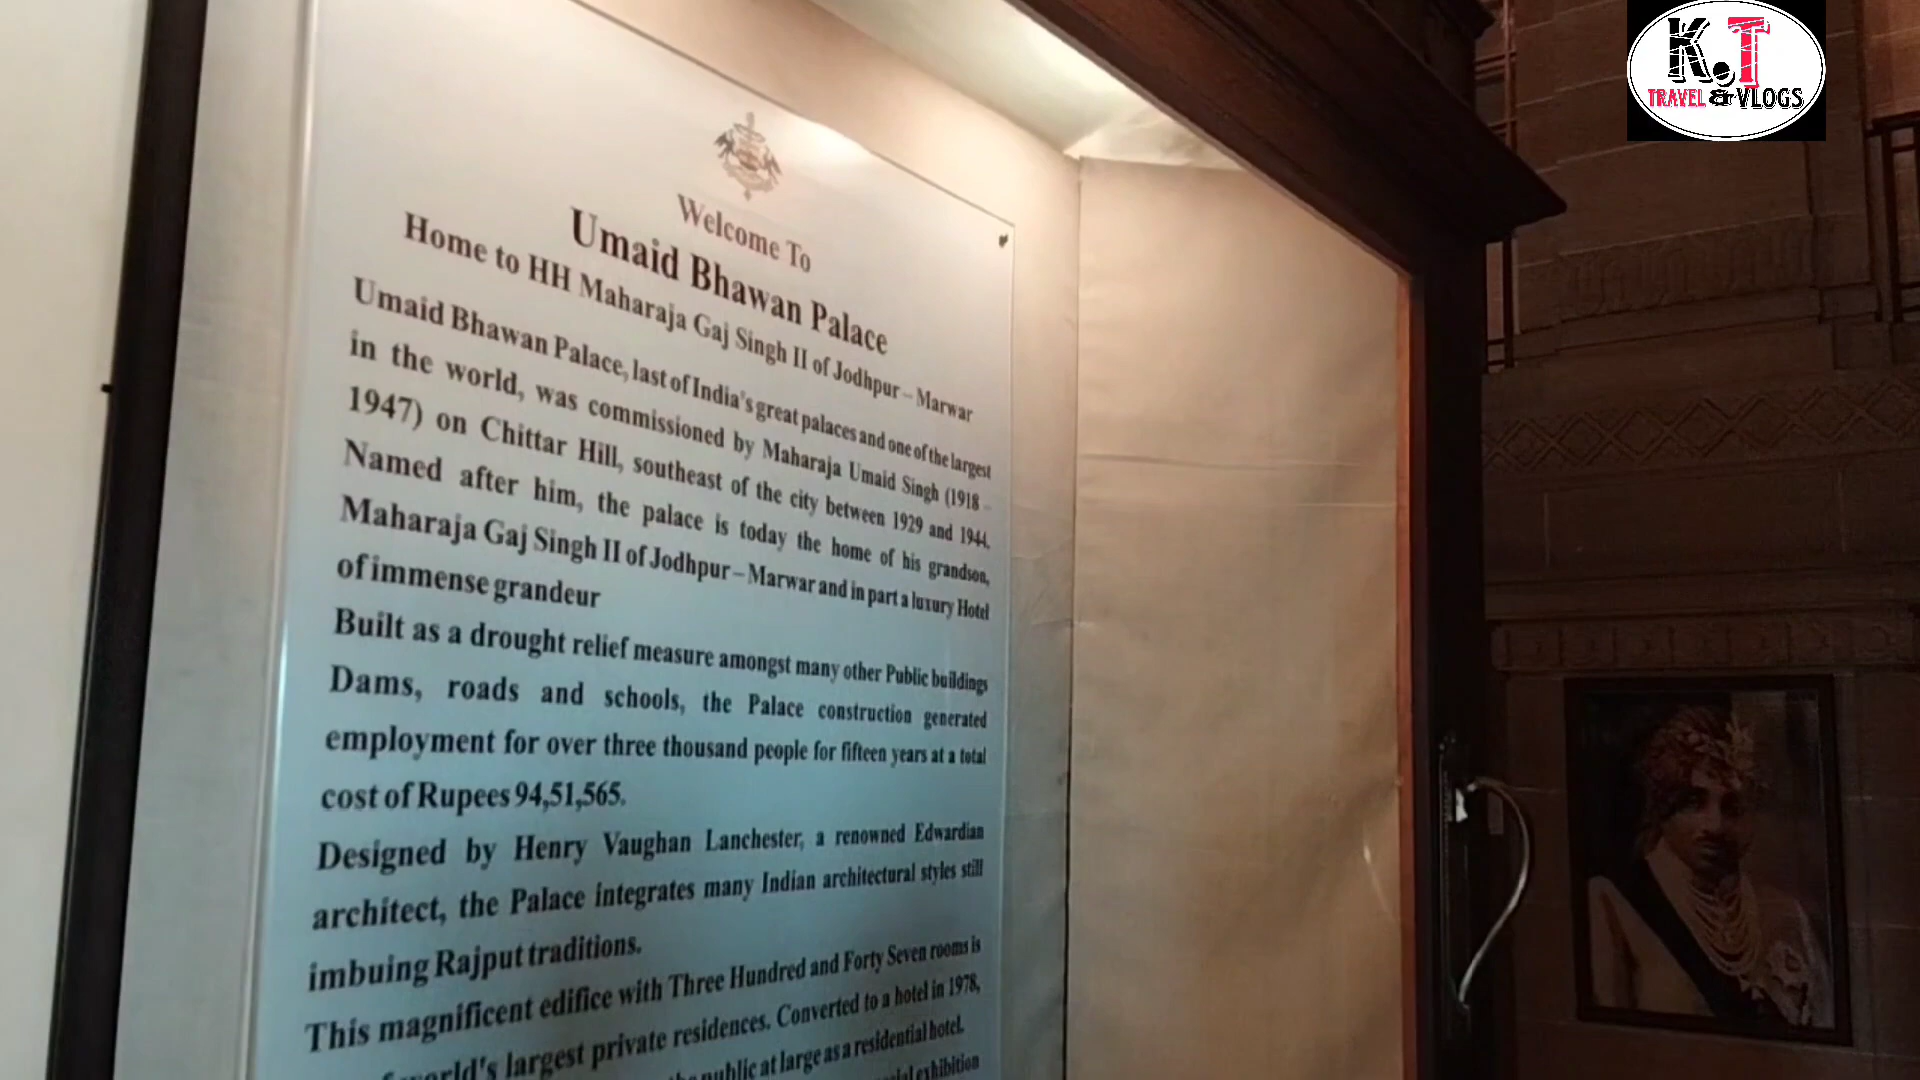 K.T
TRAVEL & VLOGS
Welcome To
Umaid Bhawan Palace
Home to HH Maharaja Gaj Singh II of Jodhpur – Marwar
Umaid Bhawan Palace, last of India's great palaces and one of the largest
in the world, was commissioned by Maharaja Umaid Singh (1918 –
1947) on Chittar Hill, southeast of the city between 1929 and 1944.
Named after him, the palace is today the home of his grandson,
Maharaja Gaj Singh II of Jodhpur – Marwar and in part a luxury Hotel
of immense grandeur
Built as a drought relief measure amongst many other Public buildings
Dams, roads and schools, the Palace construction generated
employment for over three thousand people for fifteen years at a total
cost of Rupees 94,51,565.
Designed by Henry Vaughan Lanchester, a renowned Edwardian
architect, the Palace integrates many Indian architectural styles still
imbuing Rajput traditions.
This magnificent edifice with Three Hundred and Forty Seven rooms is
world's largest private residences. Converted to a hotel in 1978,
public at large as a residential hotel.
exhibition